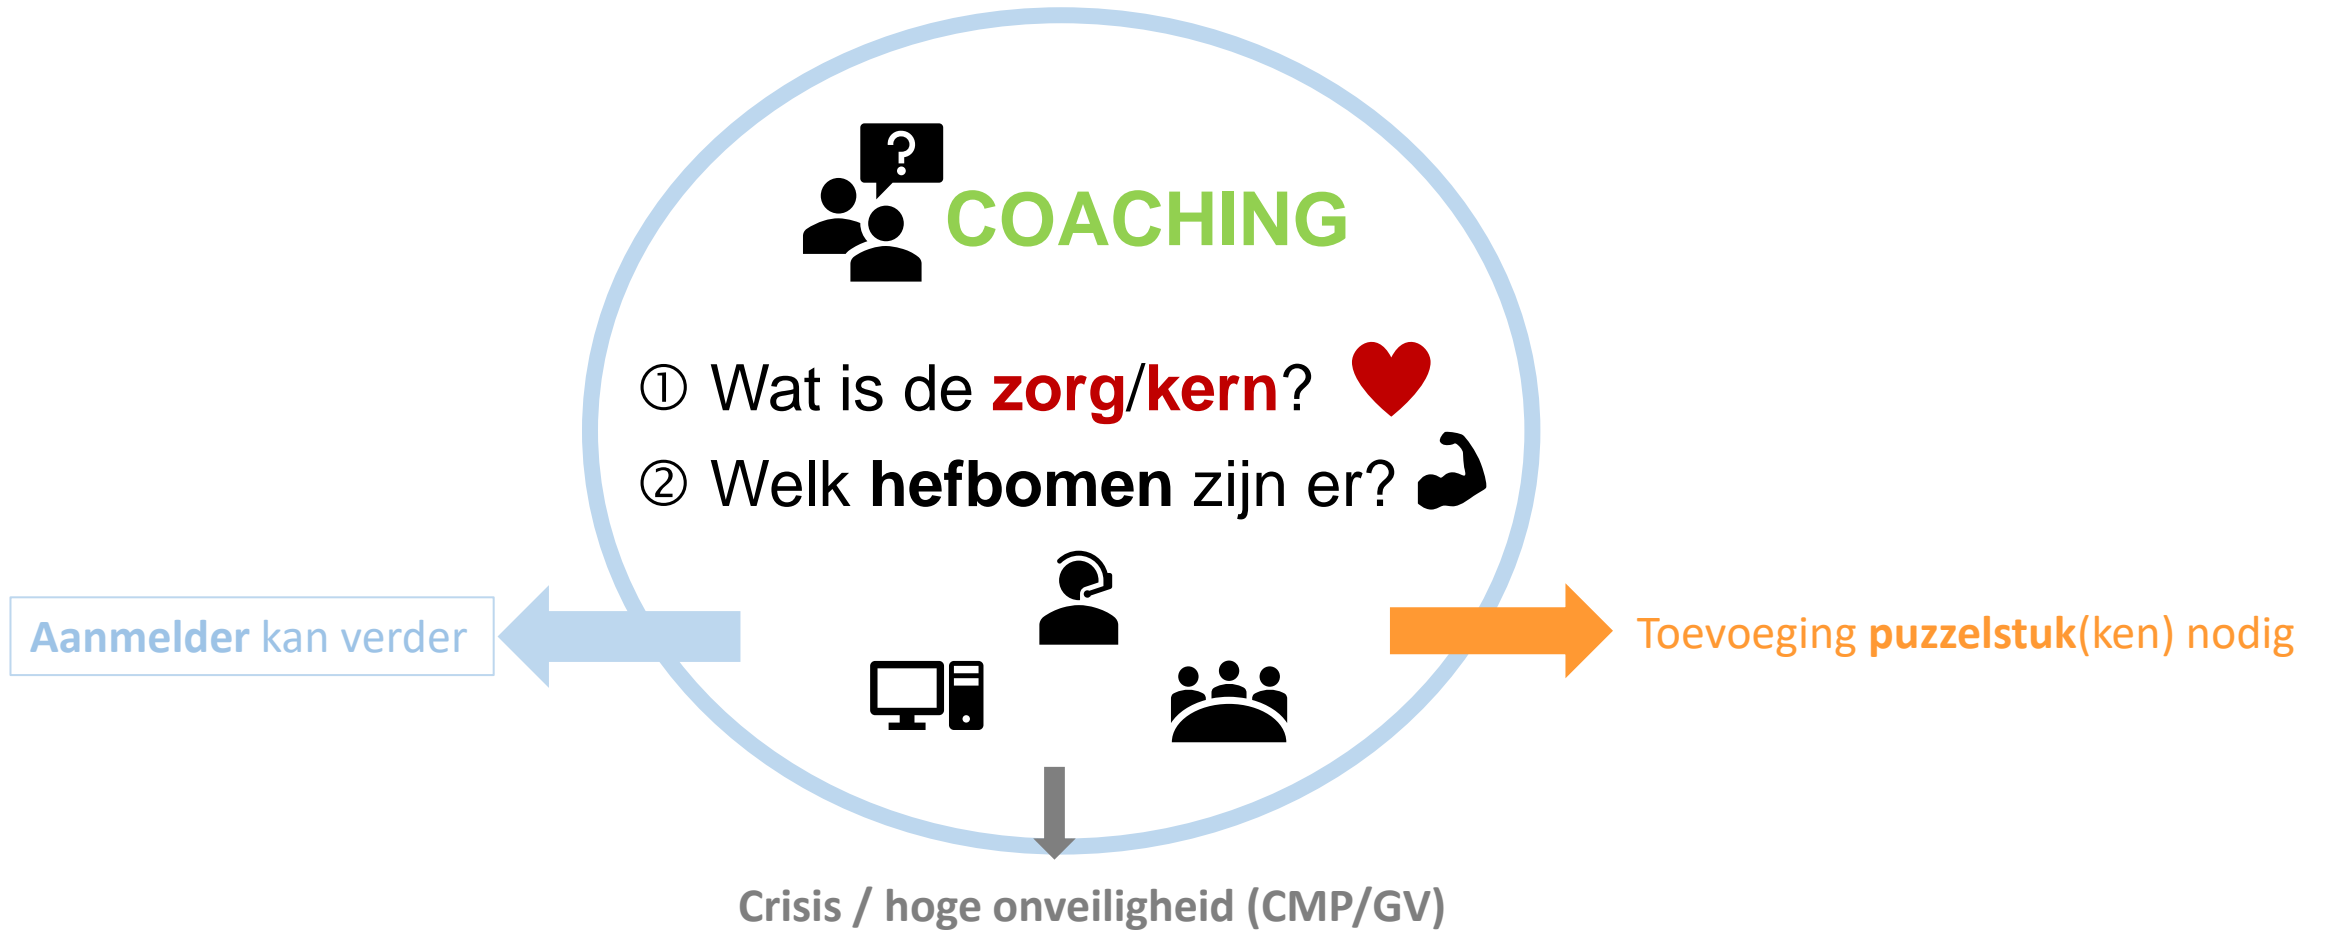 ?
COACHING
① Wat is de zorg/kern?
② Welk hefbomen zijn er?
Aanmelder kan verder
Toevoeging puzzelstuk(ken) nodig
Crisis / hoge onveiligheid (CMP/GV)